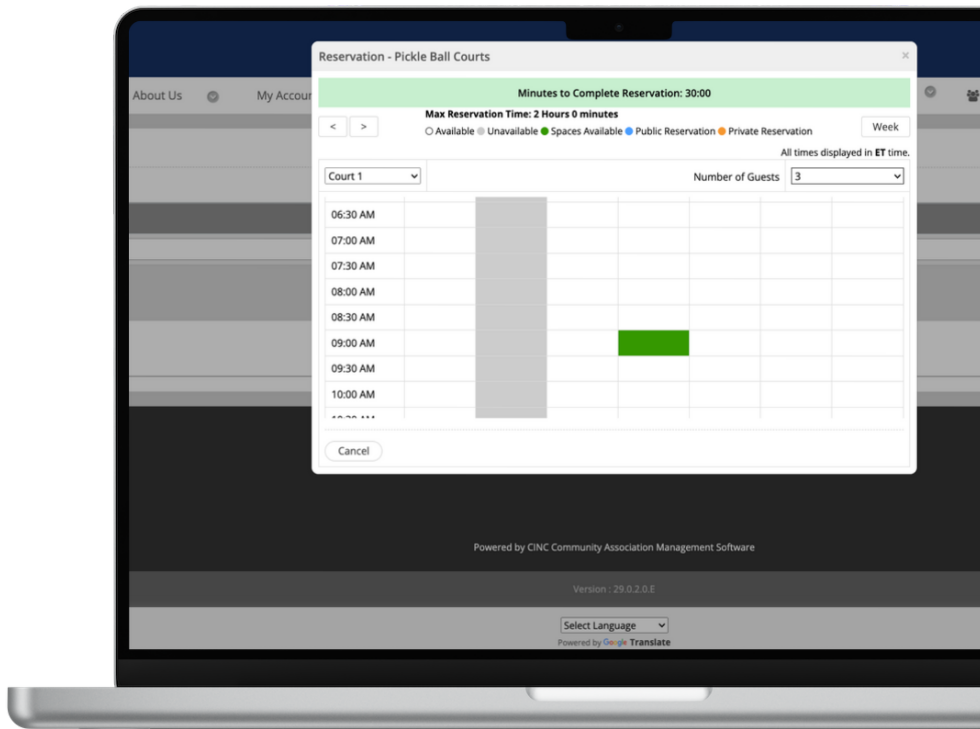 Reservation - Pickle Ball Courts
×
About Us
My Accour
Minutes to Complete Reservation: 30:00
Max Reservation Time: 2 Hours 0 minutes
< > Available Unavailable Spaces Available Public Reservation Private Reservation Week
All times displayed in ET time.
Court 1 Number of Guests 3
06:30 AM
07:00 AM
07:30 AM
08:00 AM
08:30 AM
09:00 AM
09:30 AM
10:00 AM
10:30 AM
Cancel
Powered by CINC Community Association Management Software
Version : 29.0.2.0.E
Select Language
Powered by Google Translate